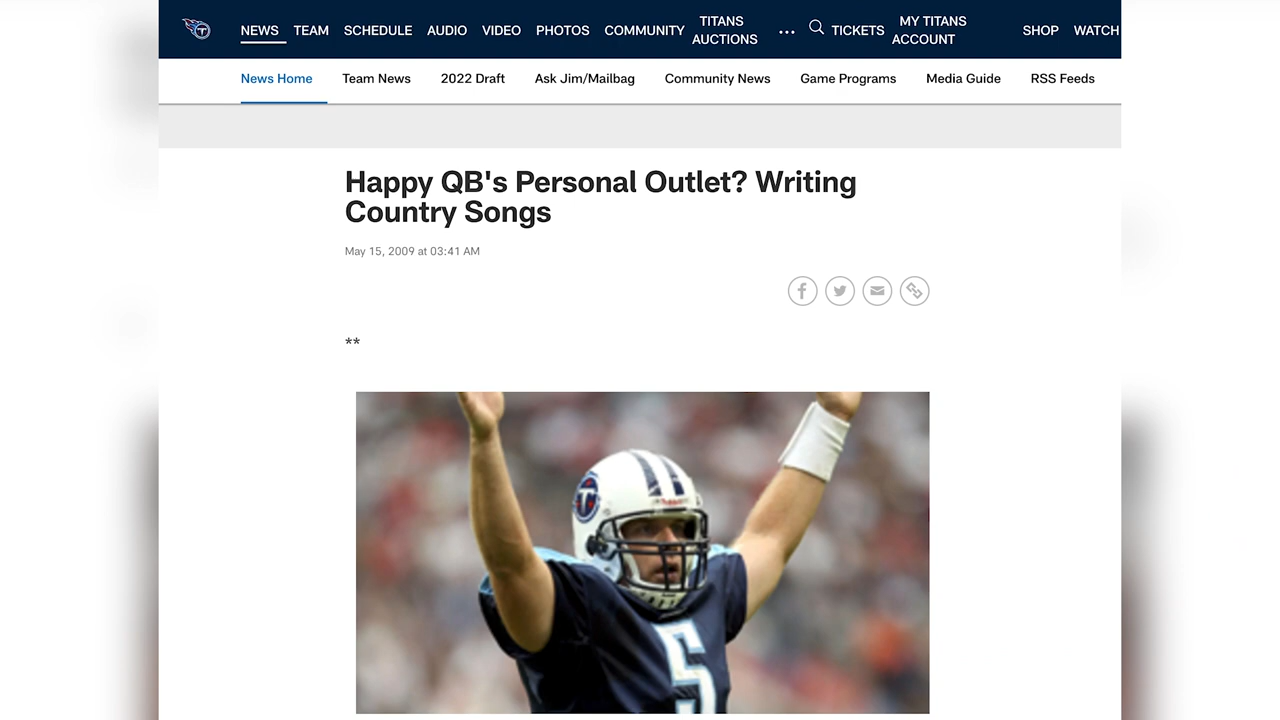 NEWS TEAM SCHEDULE AUDIO VIDEO PHOTOS COMMUNITY TITANS AUCTIONS ... TICKETS MY TITANS ACCOUNT SHOP WATCH
News Home Team News 2022 Draft Ask Jim/Mailbag Community News Game Programs Media Guide RSS Feeds
Happy QB's Personal Outlet? Writing
Country Songs
May 15, 2009 at 03:41 AM
**
T
5